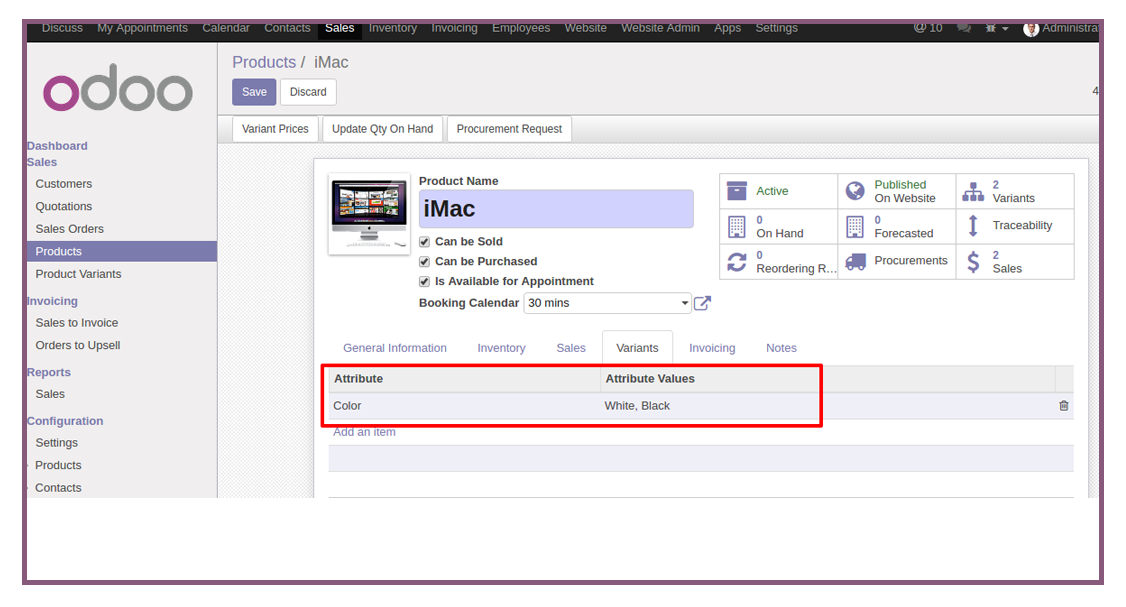 Discuss My Appointments Calendar Contacts Sales Inventory Invoicing Employees Website Website Admin Apps Settings @ 10 Administra
odoo
Products / iMac
Save Discard
4
Variant Prices Update Qty On Hand Procurement Request
Dashboard
Sales
Customers
Quotations
Sales Orders
Products
Product Variants
Invoicing
Sales to Invoice
Orders to Upsell
Reports
Sales
Configuration
Settings
Products
Contacts
Product Name
iMac
Can be Sold
Can be Purchased
Is Available for Appointment
Booking Calendar 30 mins
Active
Published
On Website
2
Variants
0
On Hand
0
Forecasted
Traceability
0
Reordering R...
Procurements
2
Sales
General Information Inventory Sales Variants Invoicing Notes
Attribute Attribute Values
Color White, Black
Add an item